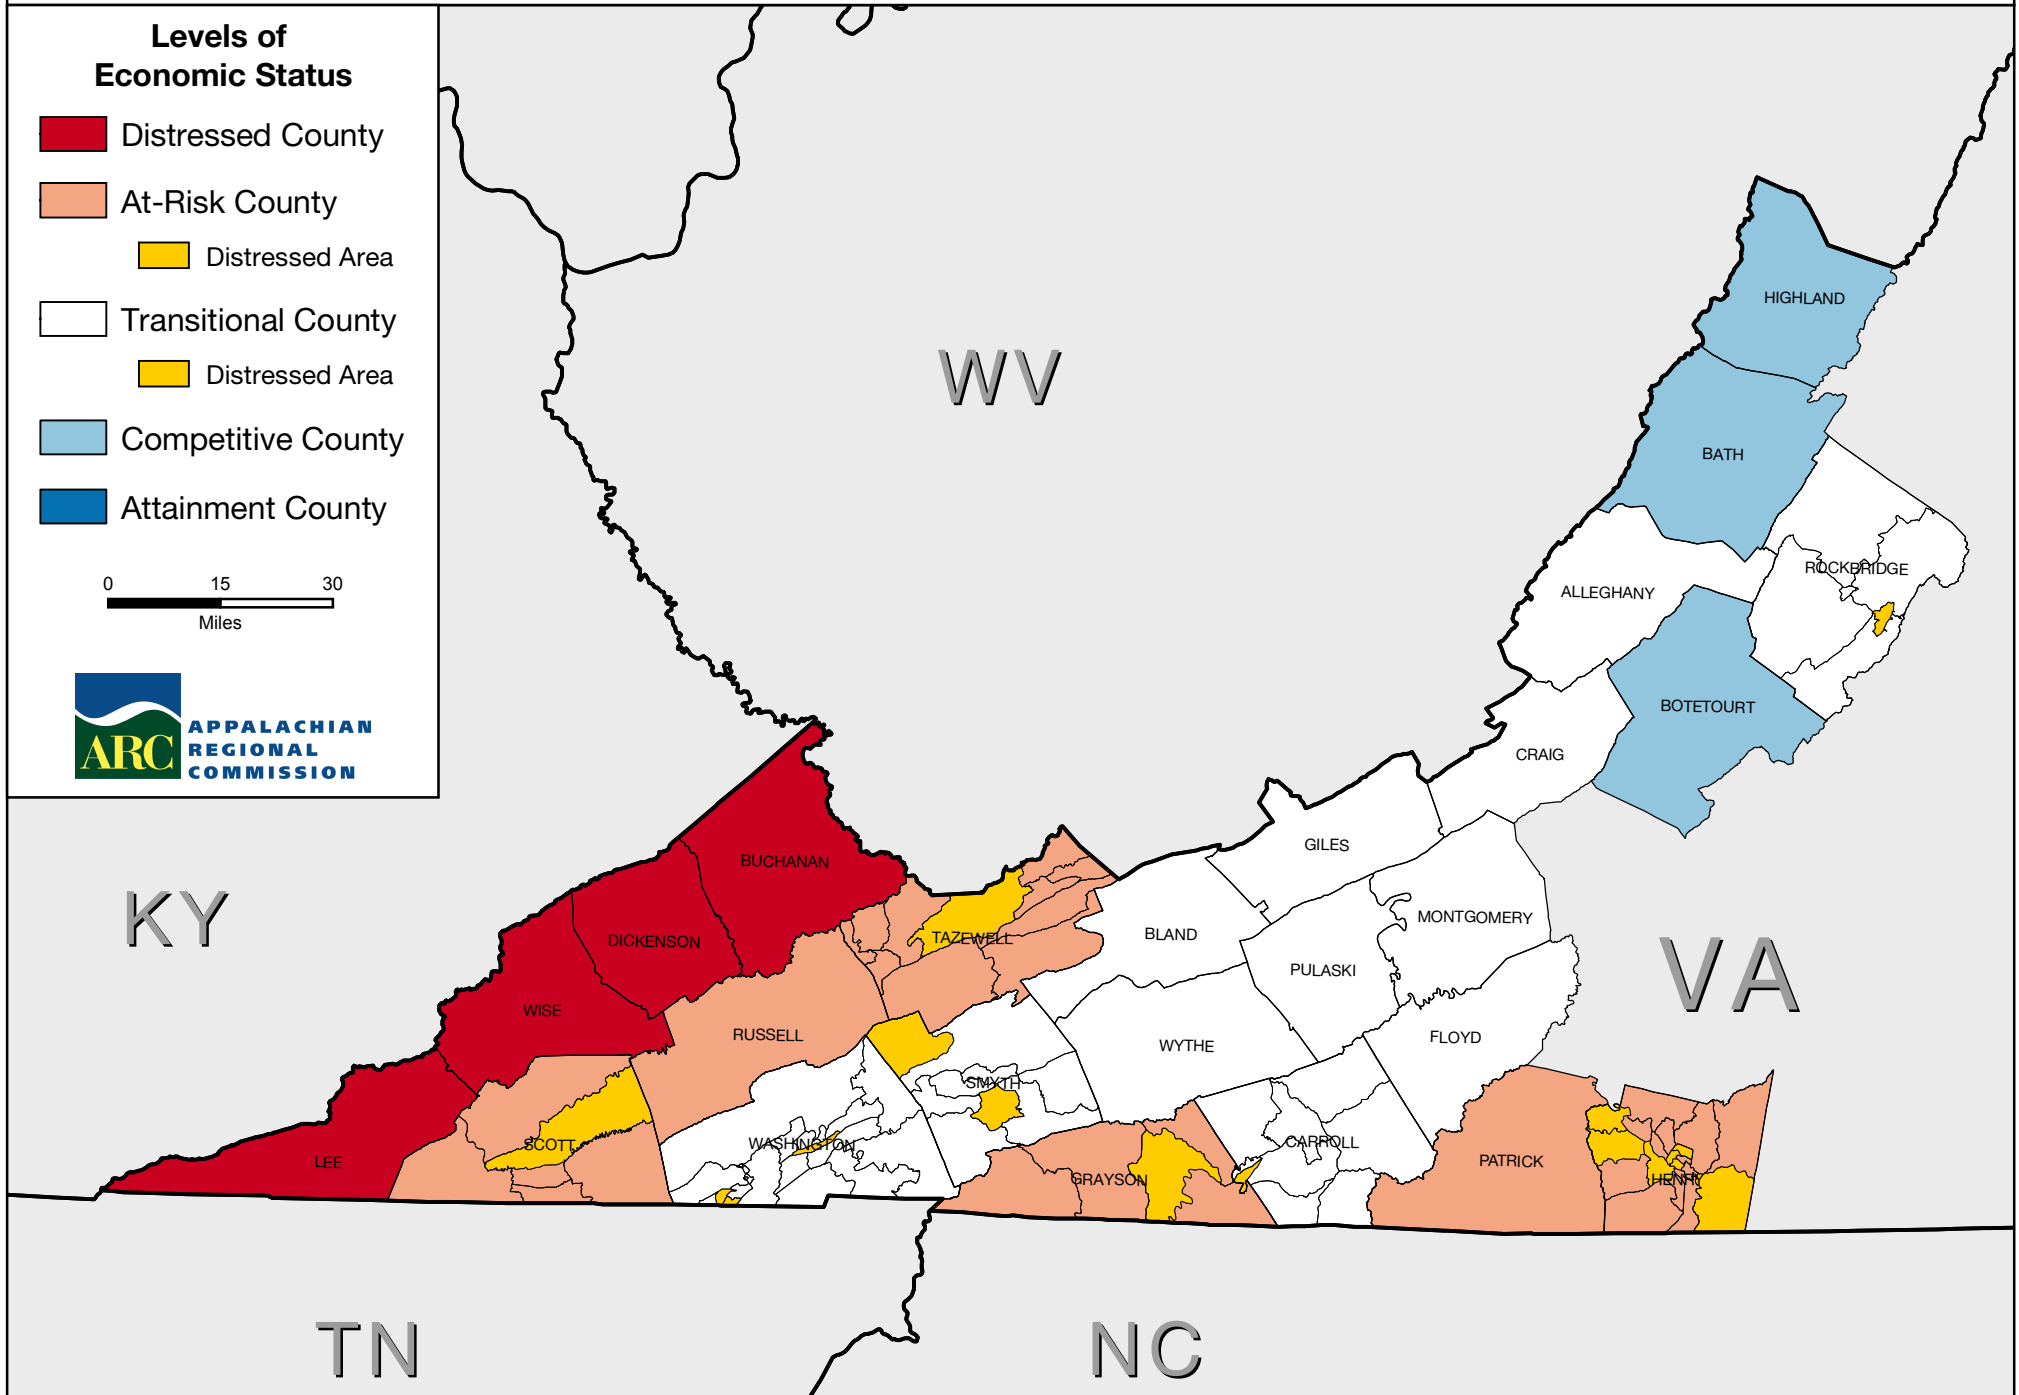 Levels of
Economic Status
Distressed County
At-Risk County
Distressed Area
Transitional County
Distressed Area
Competitive County
Attainment County
0 15 30
Miles
ARC
APPALACHIAN
REGIONAL
COMMISSION
WV
KY
VA
TN
NC
HIGHLAND
BATH
ROCKBRIDGE
ALLEGHANY
BOTETOURT
CRAIG
GILES
BUCHANAN
MONTGOMERY
BLAND
TAZEWELL
DICKENSON
PULASKI
WISE
RUSSELL
FLOYD
WYTHE
SMYTH
SCOTT
WASHINGTON
CARROLL
LEE
PATRICK
GRAYSON
HENRY